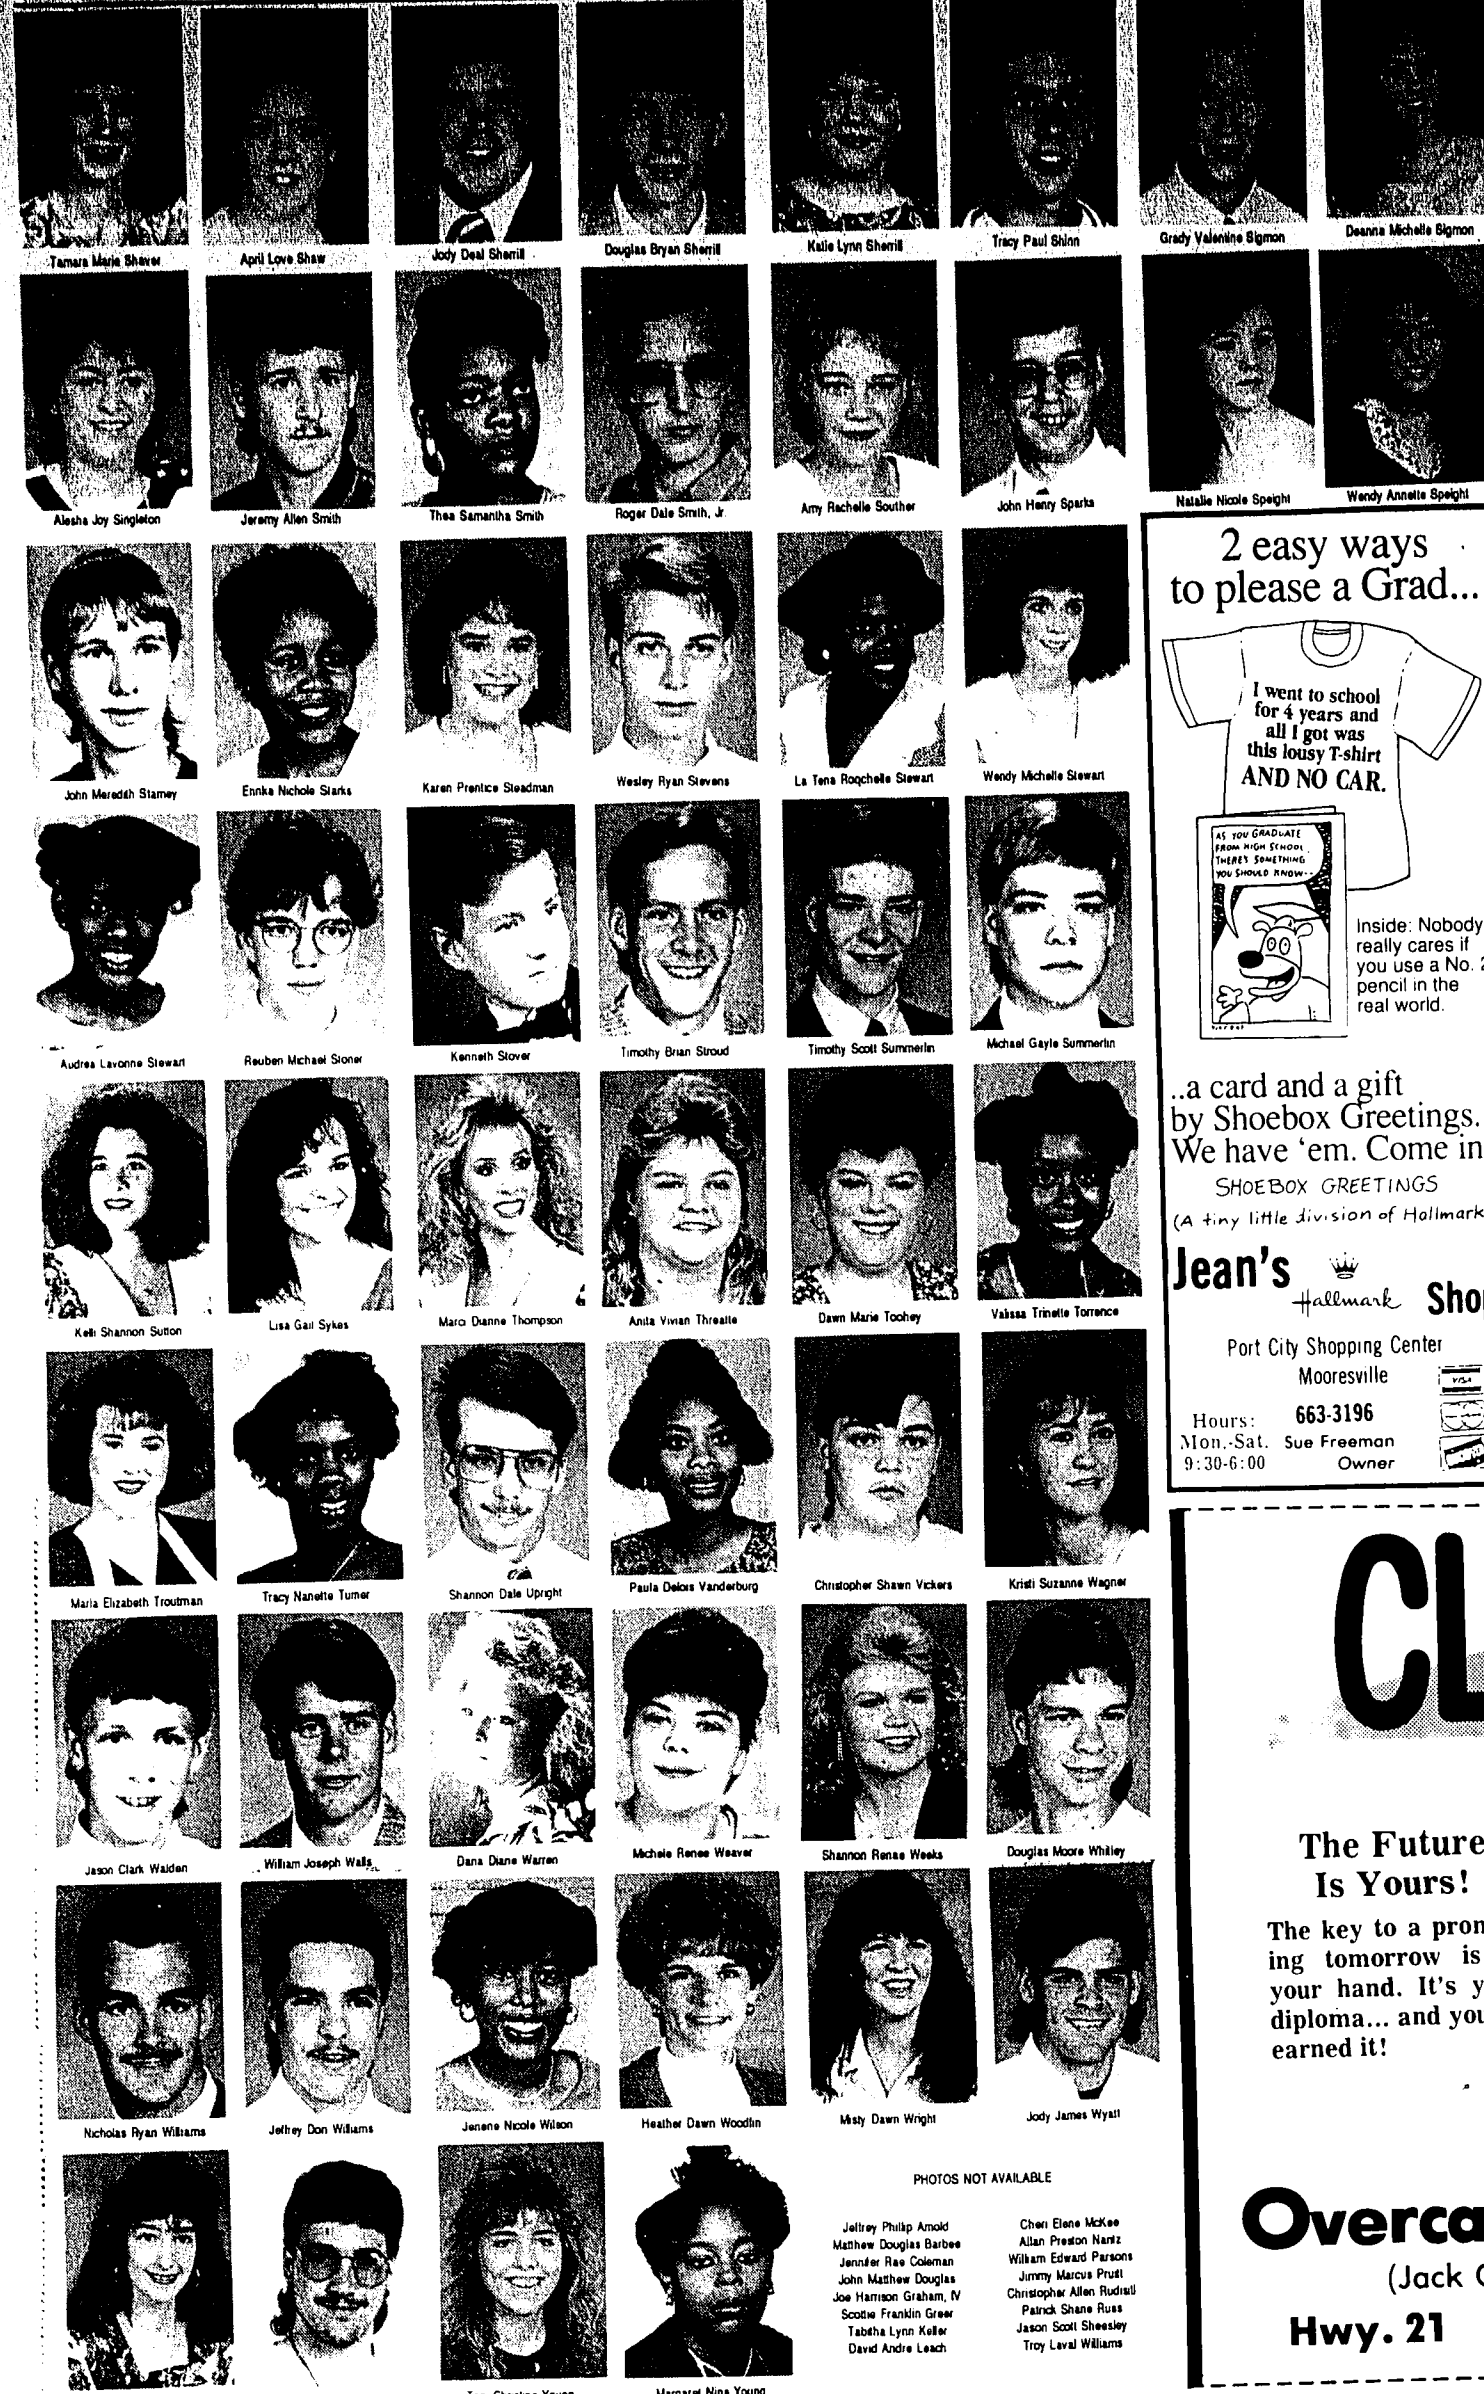 Tamara Marie Shaver
April Love Shaw
Jody Deal Sherrill
Douglas Bryan Sherrill
Katie Lynn Sherrill
Tracy Paul Shinn
Grady Valentine Sigmon
Deanna Michelle Sigmon
Alesha Joy Singleton
Jeremy Allen Smith
Thea Samantha Smith
Roger Dale Smith, Jr.
Amy Rachelle Souther
John Henry Sparks
Natalie Nicole Speight
Wendy Annette Speight
John Meredith Stamey
Ennka Nichole Starks
Karen Prentice Steadman
Wesley Ryan Stevens
La Tena Roqchelle Stewart
Wendy Michelle Stewart
Audrea Lavonne Stewart
Reuben Michael Stoner
Kenneth Stover
Timothy Brian Stroud
Timothy Scott Summerlin
Michael Gayle Summerlin
Kelli Shannon Sutton
Lisa Gail Sykes
Marci Dianne Thompson
Anita Vivian Threatte
Dawn Marie Toohey
Valissa Trinette Torrence
Maria Elizabeth Troutman
Tracy Nanette Turner
Shannon Dale Upright
Paula Delois Vanderburg
Christopher Shawn Vickers
Kristi Suzanne Wagner
Jason Clark Walden
William Joseph Walls
Dana Diane Warren
Michele Renee Weaver
Shannon Renae Weeks
Douglas Moore Whitley
Nicholas Ryan Williams
Jeffrey Don Williams
Jenene Nicole Wilson
Heather Dawn Woodlin
Misty Dawn Wright
Jody James Wyatt
Young
Margaret Nina Young
PHOTOS NOT AVAILABLE
Jeffrey Philip Arnold
Matthew Douglas Barbee
Jennifer Rae Coleman
John Matthew Douglas
Joe Harrison Graham, IV
Scottie Franklin Greer
Tabitha Lynn Keller
David Andre Leach
Cheri Elene McKee
Allan Preston Nantz
William Edward Parsons
Jimmy Marcus Pruitt
Christopher Allen Rudisill
Patrick Shane Russ
Jason Scott Sheesley
Troy Laval Williams
2 easy ways
to please a Grad...
I went to school
for 4 years and
all I got was
this lousy T-shirt
AND NO CAR.
AS YOU GRADUATE
FROM HIGH SCHOOL
THERE'S SOMETHING
YOU SHOULD KNOW--
Inside: Nobody
really cares if
you use a No. 2
pencil in the
real world.
..a card and a gift
by Shoebox Greetings.
We have 'em. Come in
SHOEBOX GREETINGS
(A tiny little division of Hallmark
Jean's Hallmark Sho
Port City Shopping Center
Mooresville
VISA
Hours: 663-3196
Mon.-Sat. Sue Freeman
9:30-6:00 Owner
CL
The Future
Is Yours!
The key to a prom
ing tomorrow is
your hand. It's y
diploma... and you
earned it!
Overca
(Jack
Hwy. 21